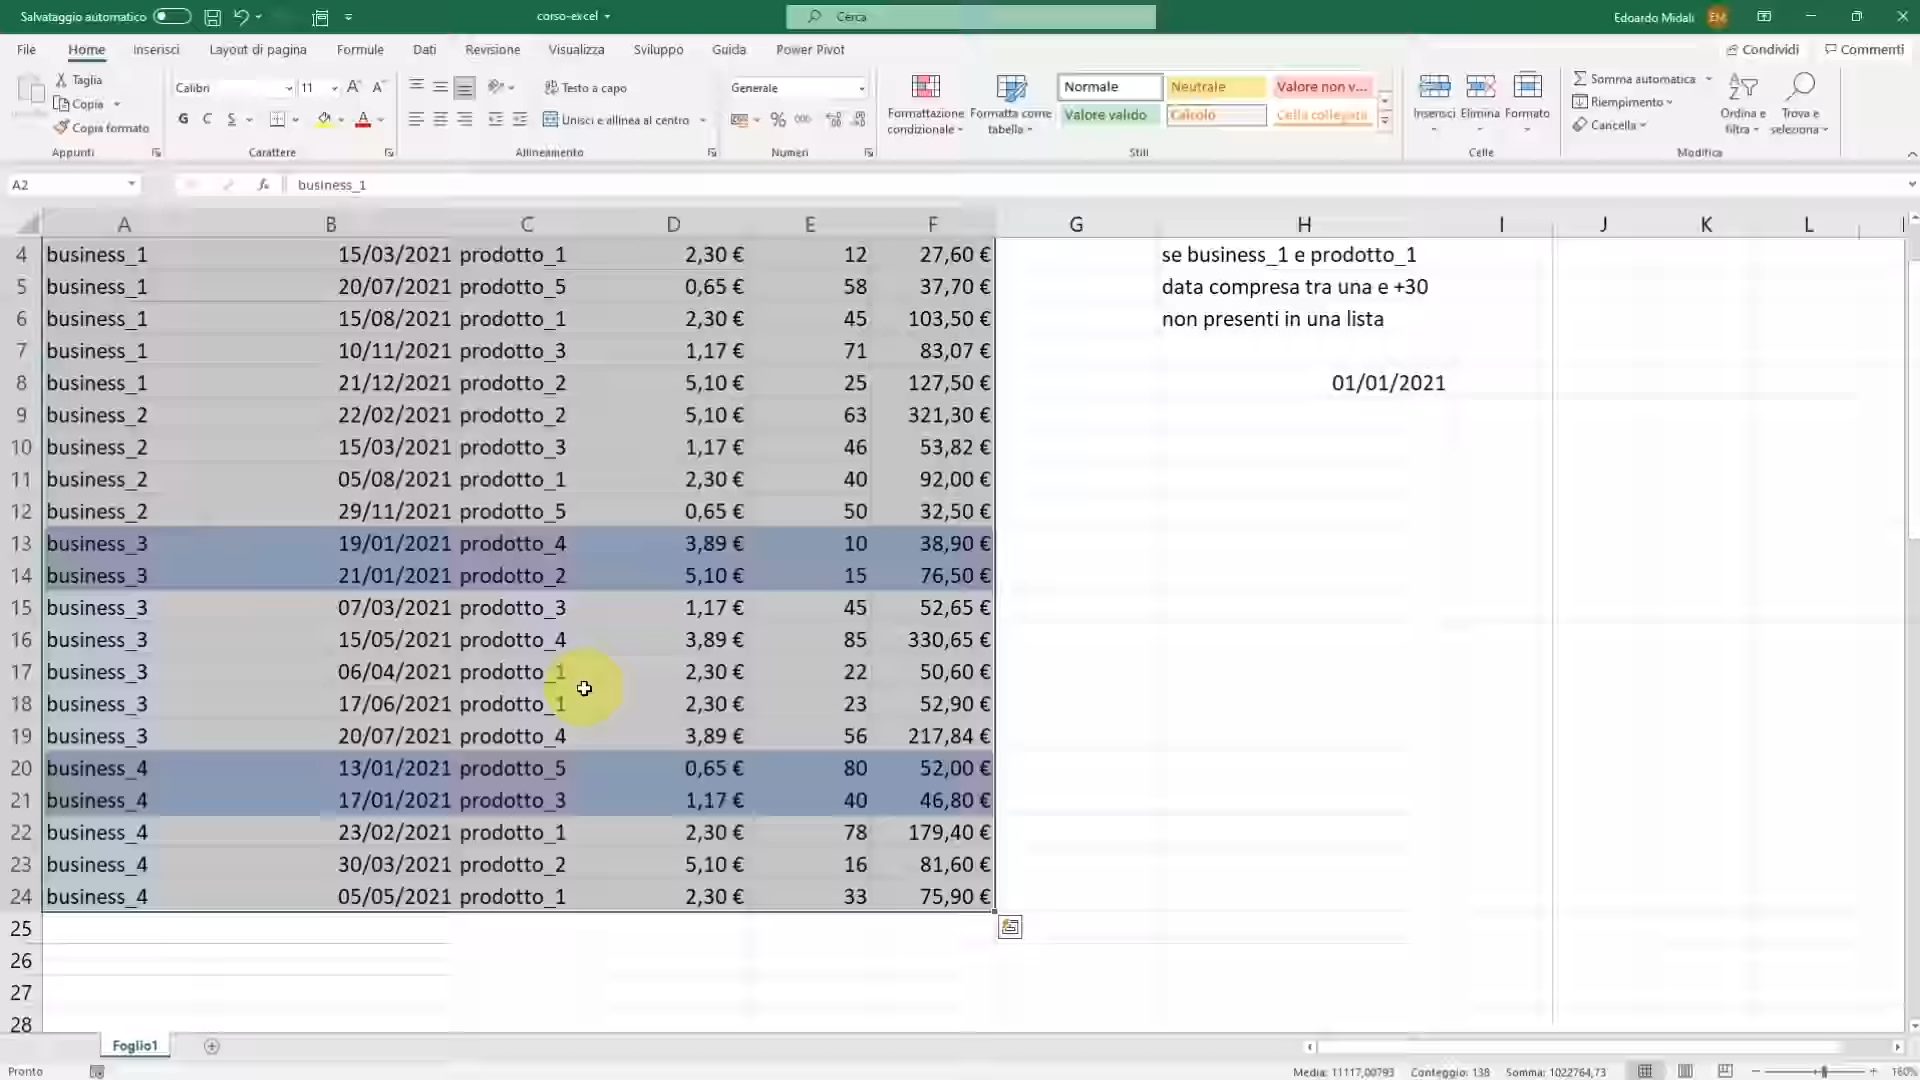 Salvataggio automatico corso-excel Cerca Edoardo Midali EM
File Home Inserisci Layout di pagina Formule Dati Revisione Visualizza Sviluppo Guida Power Pivot Condividi Commenti
Taglia Calibri 11 A A Testo a capo Generale Normale Neutrale Valore non v... Somma automatica
Copia Riempimento
Copia formato G C S A Unisci e allinea al centro % 000 Formattazione condizionale Formatta come tabella Valore valido Calcolo Cella collegata Inserisci Elimina Formato Cancella Ordina e filtra Trova e seleziona
Appunti Carattere Allineamento Numeri Stili Celle Modifica
A2 fx business_1
A B C D E F G H I J K L
4 business_1 15/03/2021 prodotto_1 2,30 € 12 27,60 € se business_1 e prodotto_1
5 business_1 20/07/2021 prodotto_5 0,65 € 58 37,70 € data compresa tra una e +30
6 business_1 15/08/2021 prodotto_1 2,30 € 45 103,50 € non presenti in una lista
7 business_1 10/11/2021 prodotto_3 1,17 € 71 83,07 €
8 business_1 21/12/2021 prodotto_2 5,10 € 25 127,50 € 01/01/2021
9 business_2 22/02/2021 prodotto_2 5,10 € 63 321,30 €
10 business_2 15/03/2021 prodotto_3 1,17 € 46 53,82 €
11 business_2 05/08/2021 prodotto_1 2,30 € 40 92,00 €
12 business_2 29/11/2021 prodotto_5 0,65 € 50 32,50 €
13 business_3 19/01/2021 prodotto_4 3,89 € 10 38,90 €
14 business_3 21/01/2021 prodotto_2 5,10 € 15 76,50 €
15 business_3 07/03/2021 prodotto_3 1,17 € 45 52,65 €
16 business_3 15/05/2021 prodotto_4 3,89 € 85 330,65 €
17 business_3 06/04/2021 prodotto_1 2,30 € 22 50,60 €
18 business_3 17/06/2021 prodotto_1 2,30 € 23 52,90 €
19 business_3 20/07/2021 prodotto_4 3,89 € 56 217,84 €
20 business_4 13/01/2021 prodotto_5 0,65 € 80 52,00 €
21 business_4 17/01/2021 prodotto_3 1,17 € 40 46,80 €
22 business_4 23/02/2021 prodotto_1 2,30 € 78 179,40 €
23 business_4 30/03/2021 prodotto_2 5,10 € 16 81,60 €
24 business_4 05/05/2021 prodotto_1 2,30 € 33 75,90 €
25
26
27
28
Foglio1
Pronto Media: 11117,00793 Conteggio: 138 Somma: 1022764,73 160%